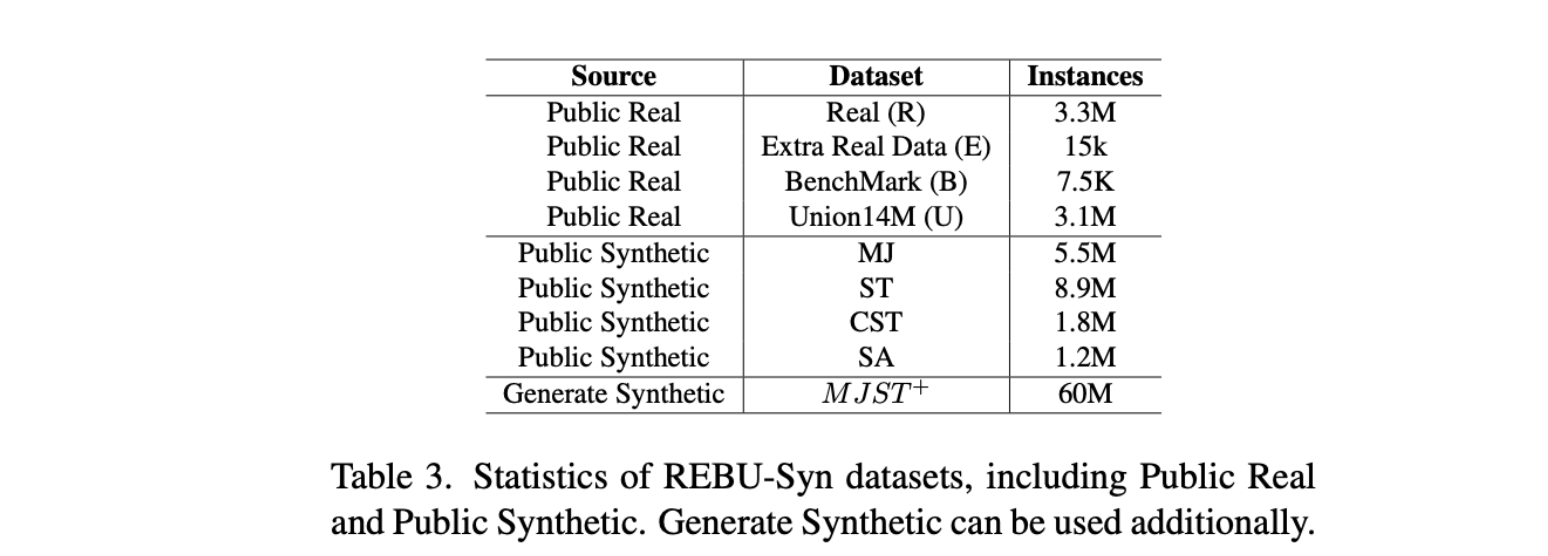 Source Dataset Instances
Public Real Real (R) 3.3M
Public Real Extra Real Data (E) 15k
Public Real BenchMark (B) 7.5K
Public Real Union14M (U) 3.1M
Public Synthetic MJ 5.5M
Public Synthetic ST 8.9M
Public Synthetic CST 1.8M
Public Synthetic SA 1.2M
Generate Synthetic MJST+ 60M
Table 3. Statistics of REBU-Syn datasets, including Public Real
and Public Synthetic. Generate Synthetic can be used additionally.